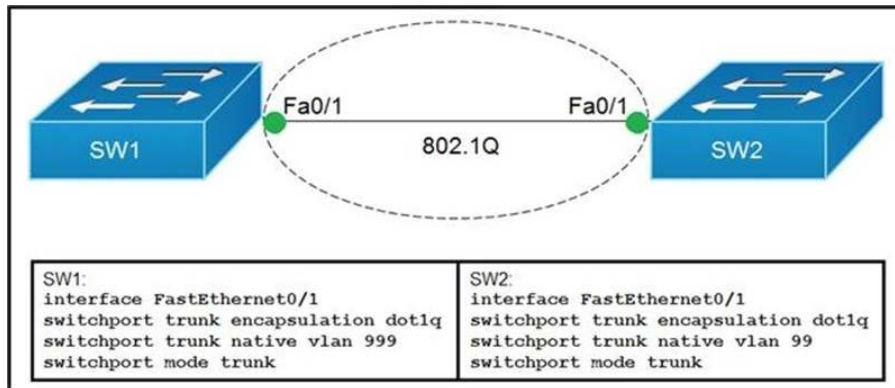 Fa0/1
Fa0/1
SW1
802.1Q
SW2
SW1:
interface FastEthernet0/1
switchport trunk encapsulation dot1q
switchport trunk native vlan 999
switchport mode trunk
SW2:
interface FastEthernet0/1
switchport trunk encapsulation dot1q
switchport trunk native vlan 99
switchport mode trunk